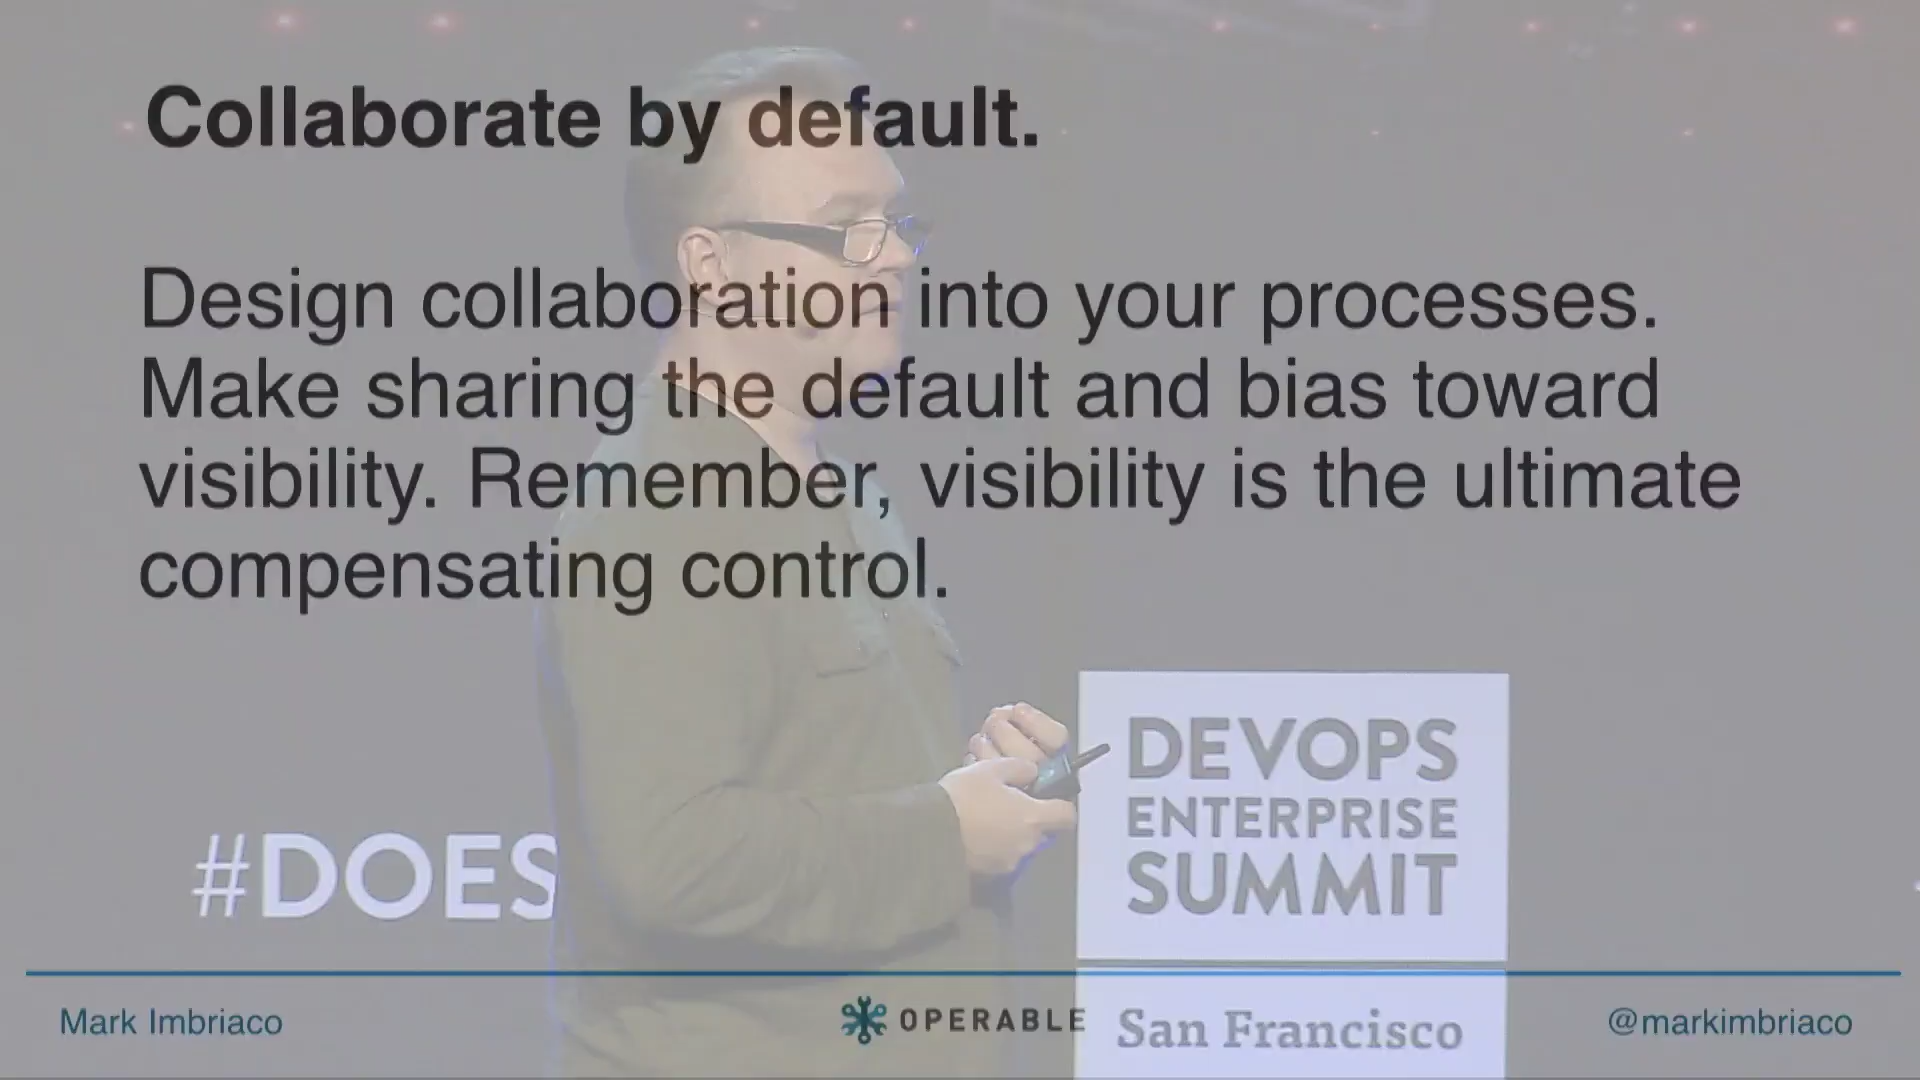 Collaborate by default.
Design collaboration into your processes.
Make sharing the default and bias toward
visibility. Remember, visibility is the ultimate
compensating control.
#DOES
DEVOPS
ENTERPRISE
SUMMIT
San Francisco
Mark Imbriaco
OPERABLE
@markimbriaco